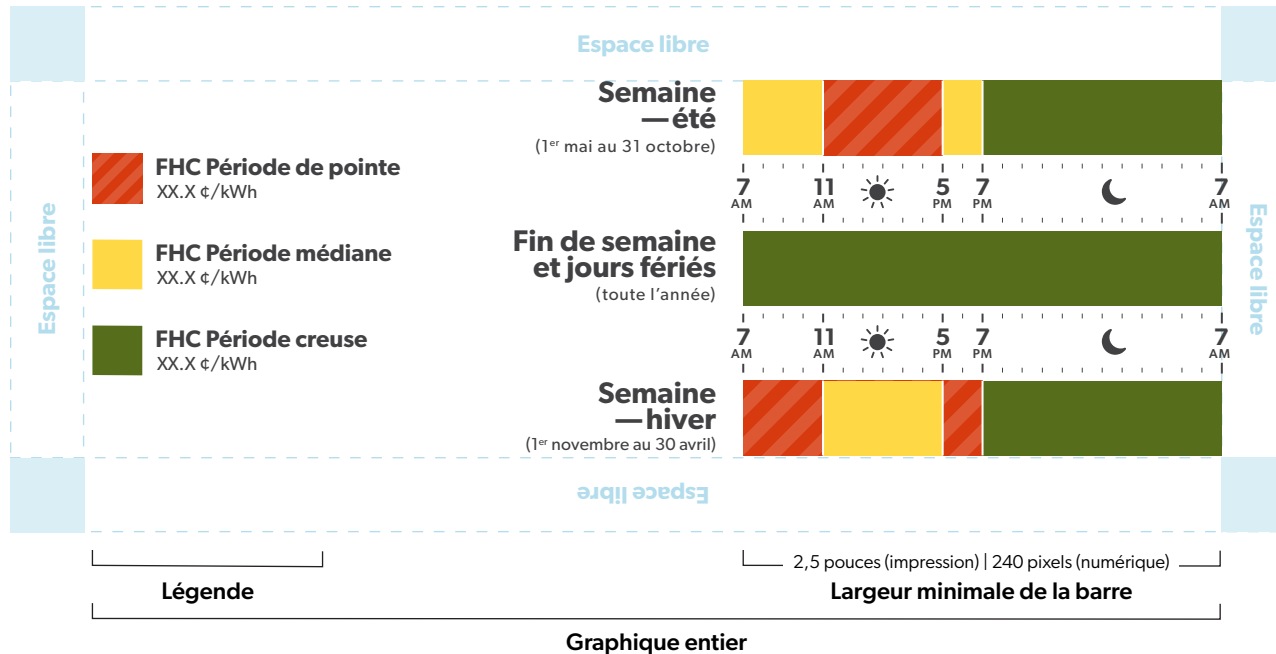 Espace libre
Espace libre
FHC Période de pointe
XX.X ¢/kWh
FHC Période médiane
XX.X ¢/kWh
FHC Période creuse
XX.X ¢/kWh
Semaine
—été
(1er mai au 31 octobre)
7 11 5 7 7
AM AM PM PM AM
Fin de semaine
et jours fériés
(toute l’année)
7 11 5 7 7
AM AM PM PM AM
Semaine
—hiver
(1er novembre au 30 avril)
Espace libre
Espace libre
2,5 pouces (impression) | 240 pixels (numérique)
Légende
Largeur minimale de la barre
Graphique entier